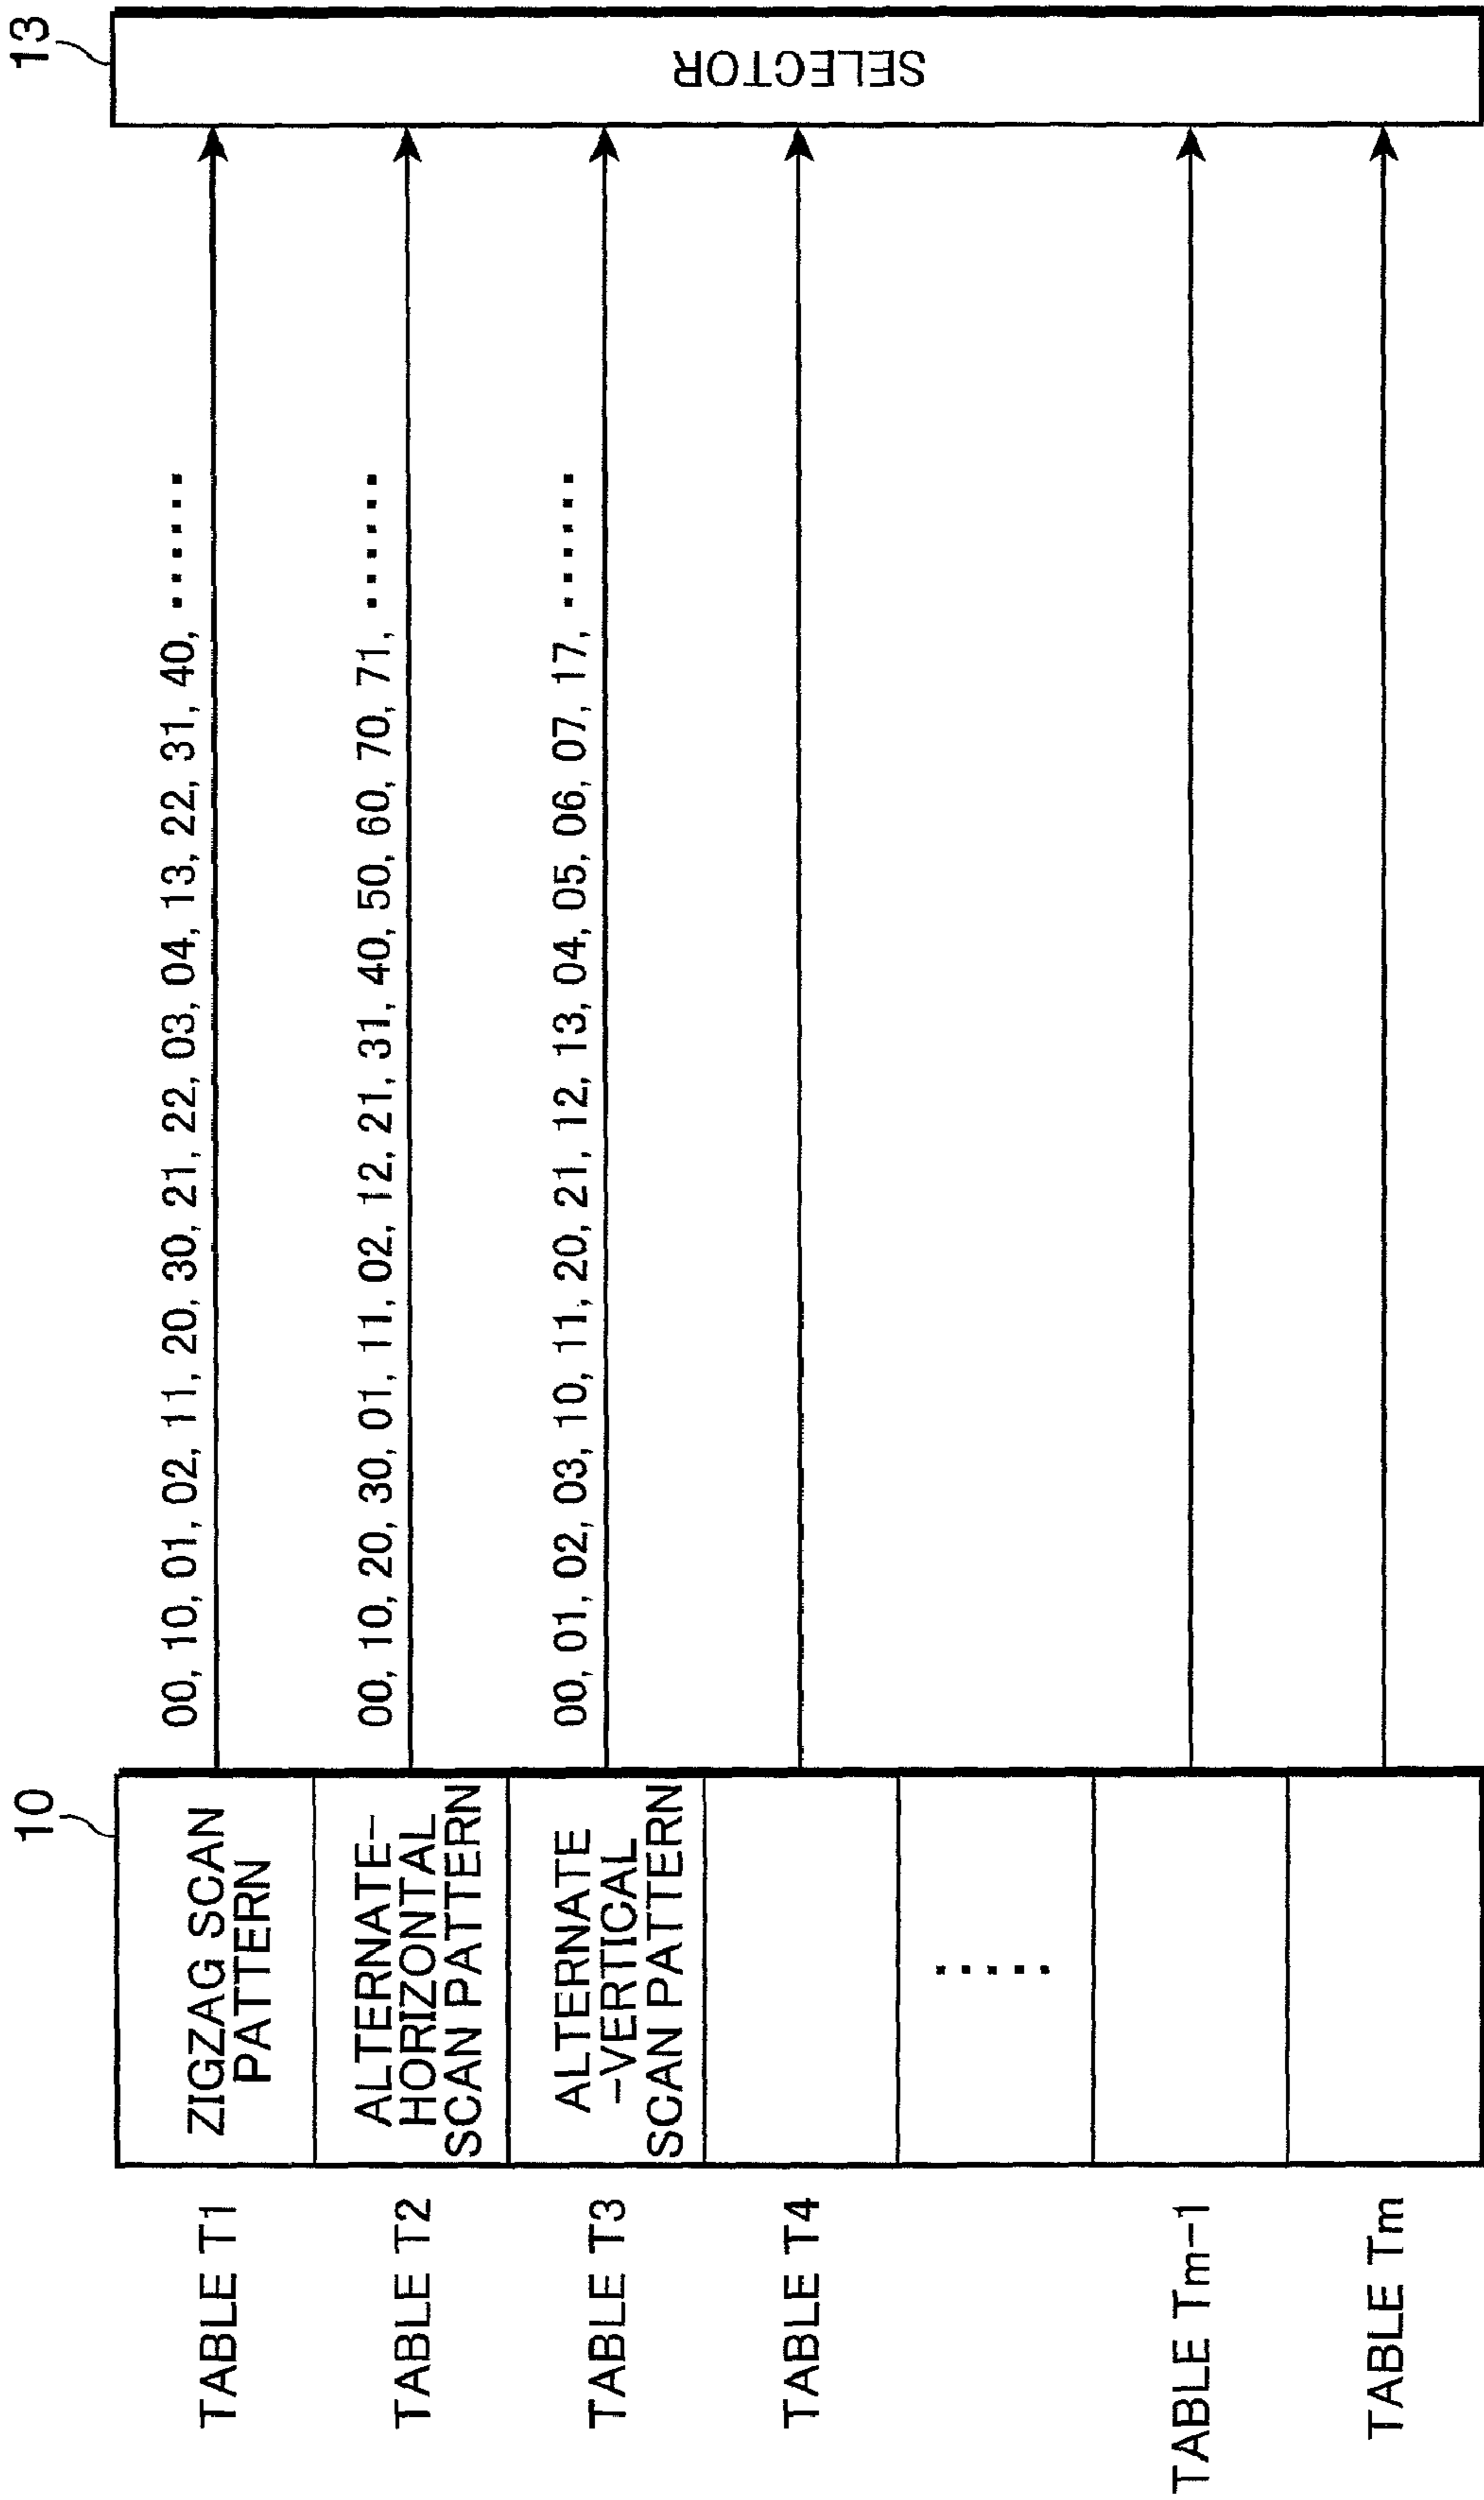 10
13
TABLE T1
ZIGZAG SCAN
PATTERN
00, 10, 01, 02, 11, 20, 30, 21, 22, 03, 04, 13, 22, 31, 40, ······
TABLE T2
ALTERNATE-
HORIZONTAL
SCAN PATTERN
00, 10, 20, 30, 01, 11, 02, 12, 21, 31, 40, 50, 60, 70, 71, ······
TABLE T3
ALTERNATE
-VERTICAL
SCAN PATTERN
00, 01, 02, 03, 10, 11, 20, 21, 12, 13, 04, 05, 06, 07, 17, ······
TABLE T4
·····
TABLE Tm-1
TABLE Tm
SELECTOR